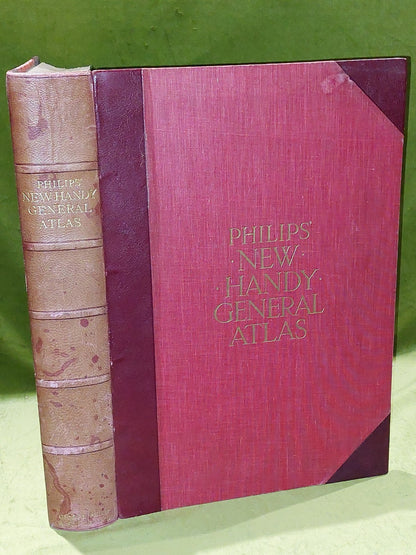 PHILIPS'
NEW·HANDY
GENERAL
ATLAS
PHILIPS'
·NEW·
·HANDY·
GENERAL
ATLAS